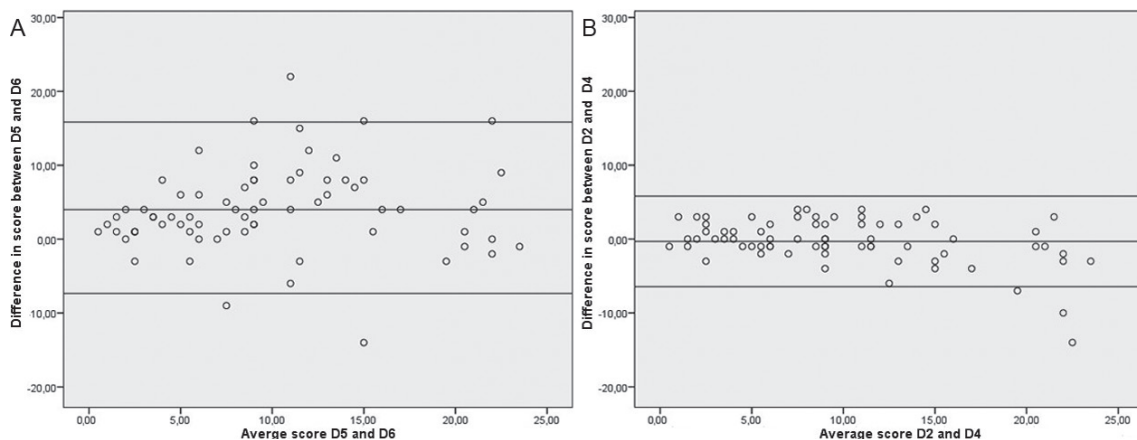 A
Difference in score between D5 and D6
30,00
20,00
10,00
0,00
-10,00
-20,00
0,00 5,00 10,00 15,00 20,00 25,00
Averge score D5 and D6
B
Difference in score between D2 and D4
30,00
20,00
10,00
0,00
-10,00
-20,00
0,00 5,00 10,00 15,00 20,00 25,00
Average score D2 and D4